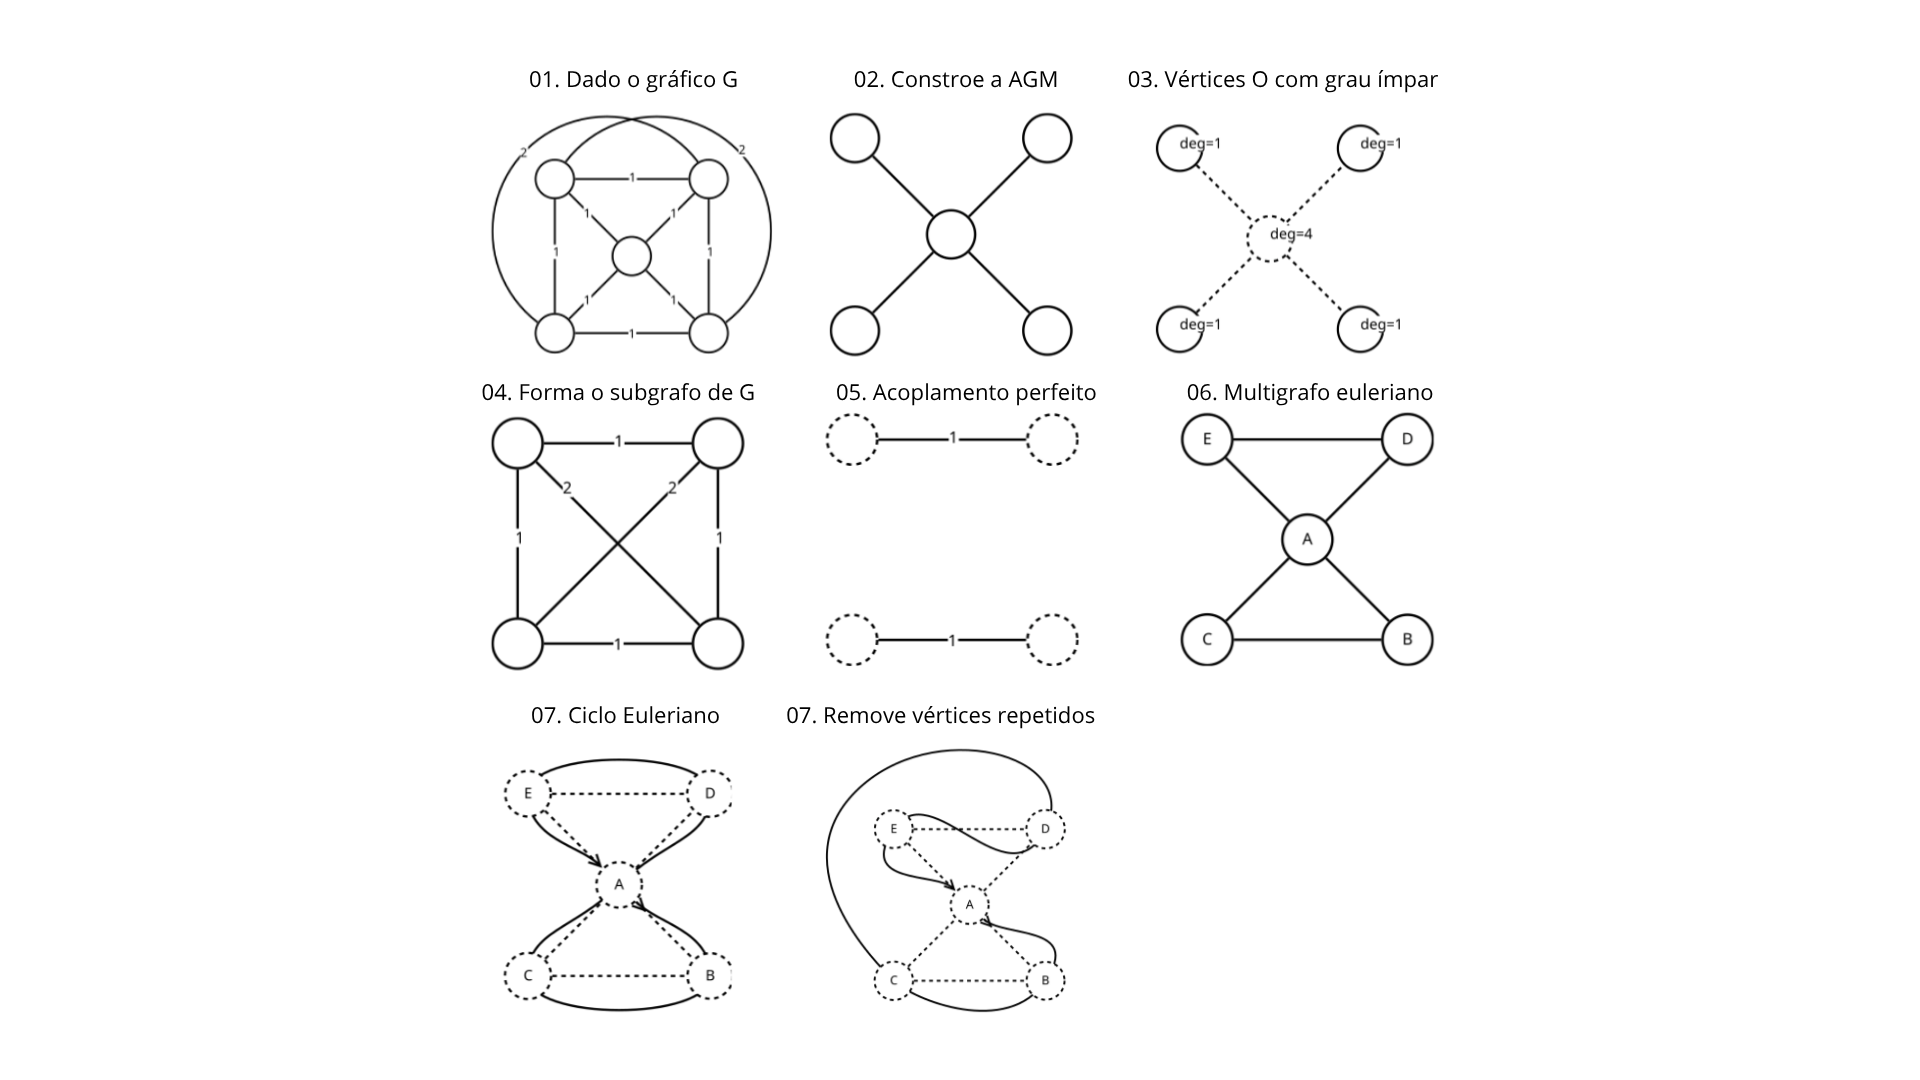 01. Dado o gráfico G
02. Constroe a AGM
03. Vértices O com grau ímpar
2
2
1
1
1
1
1
1
1
1
deg=1
deg=1
deg=4
deg=1
deg=1
04. Forma o subgrafo de G
05. Acoplamento perfeito
06. Multigrafo euleriano
1
2
2
1
1
1
1
1
E
D
A
C
B
07. Ciclo Euleriano
07. Remove vértices repetidos
E
D
A
C
B
E
D
A
C
B